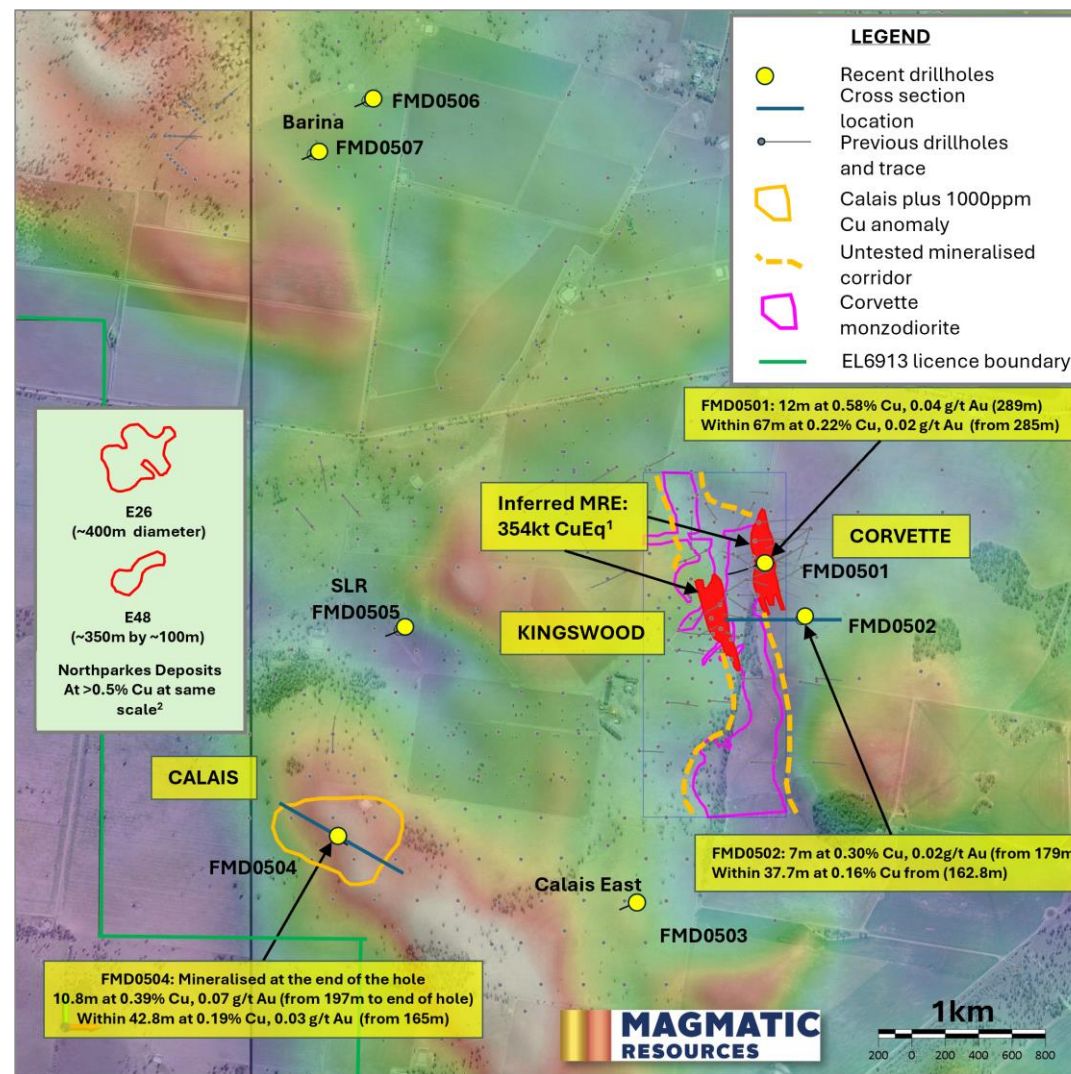 LEGEND
Recent drillholes
Cross section
location
Previous drillholes
and trace
Calais plus 1000ppm
Cu anomaly
Untested mineralised
corridor
Corvette
monzodiorite
EL6913 licence boundary
FMD0506
Barina
FMD0507
FMD0501: 12m at 0.58% Cu, 0.04 g/t Au (289m)
Within 67m at 0.22% Cu, 0.02 g/t Au (from 285m)
E26
(~400m diameter)
E48
(~350m by ~100m)
Northparkes Deposits
At >0.5% Cu at same
scale2
Inferred MRE:
354kt CuEq1
CORVETTE
FMD0501
SLR
FMD0505
KINGSWOOD
FMD0502
CALAIS
FMD0504
FMD0502: 7m at 0.30% Cu, 0.02g/t Au (from 179m
Within 37.7m at 0.16% Cu from (162.8m)
Calais East
FMD0503
FMD0504: Mineralised at the end of the hole
10.8m at 0.39% Cu, 0.07 g/t Au (from 197m to end of hole)
Within 42.8m at 0.19% Cu, 0.03 g/t Au (from 165m)
MAGMATIC
RESOURCES
1km
200 0 200 400 600 800